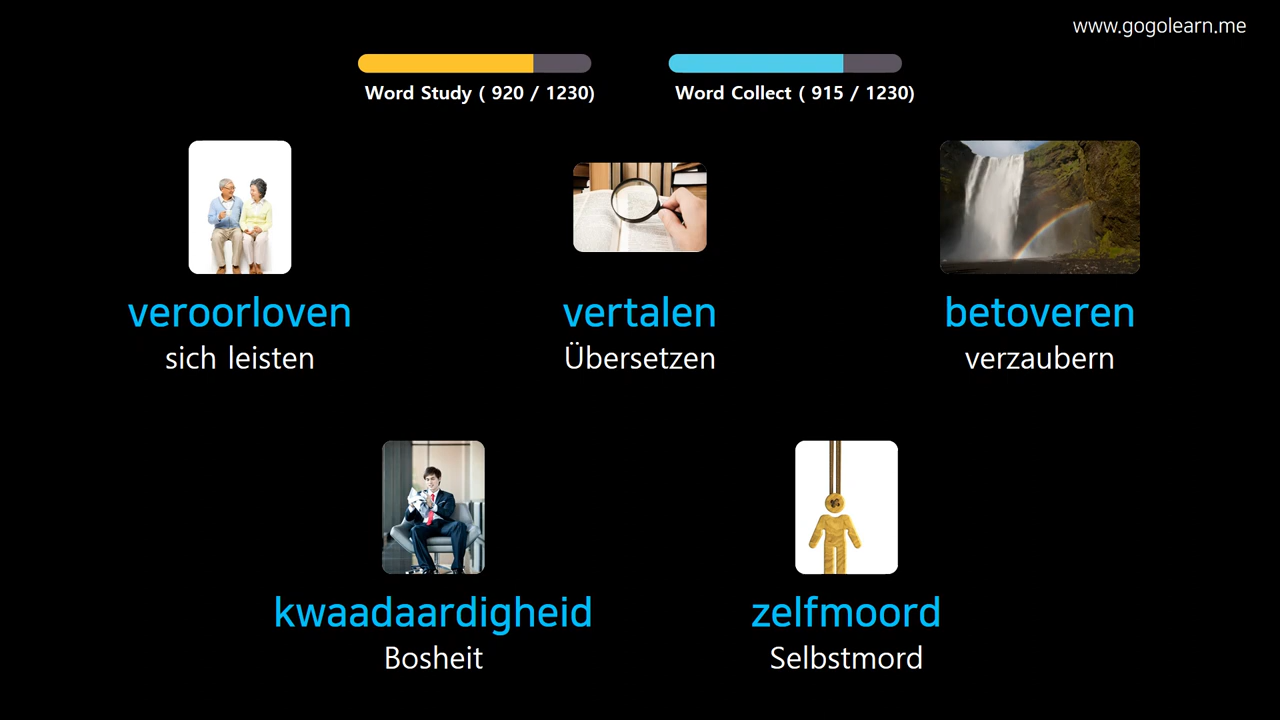 www.gogolearn.me
Word Study ( 920 / 1230)
Word Collect ( 915 / 1230)
veroorloven
sich leisten
vertalen
Übersetzen
betoveren
verzaubern
kwaadaardigheid
Bosheit
zelfmoord
Selbstmord